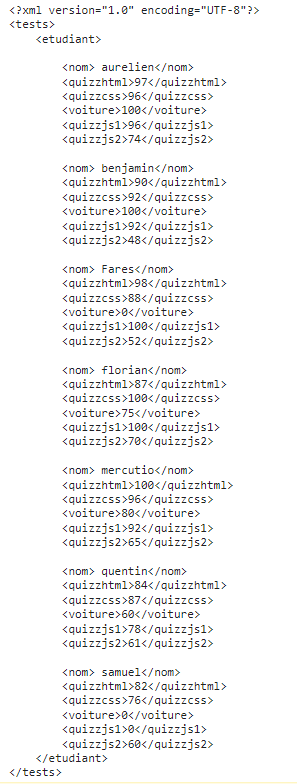 <?xml version="1.0" encoding="UTF-8"?>
<tests>
<etudiant>
<nom> aurelien</nom>
<quizzhtml>97</quizzhtml>
<quizzcss>96</quizzcss>
<voiture>100</voiture>
<quizzjs1>96</quizzjs1>
<quizzjs2>74</quizzjs2>
<nom> benjamin</nom>
<quizzhtml>90</quizzhtml>
<quizzcss>92</quizzcss>
<voiture>100</voiture>
<quizzjs1>92</quizzjs1>
<quizzjs2>48</quizzjs2>
<nom> Fares</nom>
<quizzhtml>98</quizzhtml>
<quizzcss>88</quizzcss>
<voiture>0</voiture>
<quizzjs1>100</quizzjs1>
<quizzjs2>52</quizzjs2>
<nom> florian</nom>
<quizzhtml>87</quizzhtml>
<quizzcss>100</quizzcss>
<voiture>75</voiture>
<quizzjs1>100</quizzjs1>
<quizzjs2>70</quizzjs2>
<nom> mercutio</nom>
<quizzhtml>100</quizzhtml>
<quizzcss>96</quizzcss>
<voiture>80</voiture>
<quizzjs1>92</quizzjs1>
<quizzjs2>65</quizzjs2>
<nom> quentin</nom>
<quizzhtml>84</quizzhtml>
<quizzcss>87</quizzcss>
<voiture>60</voiture>
<quizzjs1>78</quizzjs1>
<quizzjs2>61</quizzjs2>
<nom> samuel</nom>
<quizzhtml>82</quizzhtml>
<quizzcss>76</quizzcss>
<voiture>0</voiture>
<quizzjs1>0</quizzjs1>
<quizzjs2>60</quizzjs2>
</etudiant>
</tests>